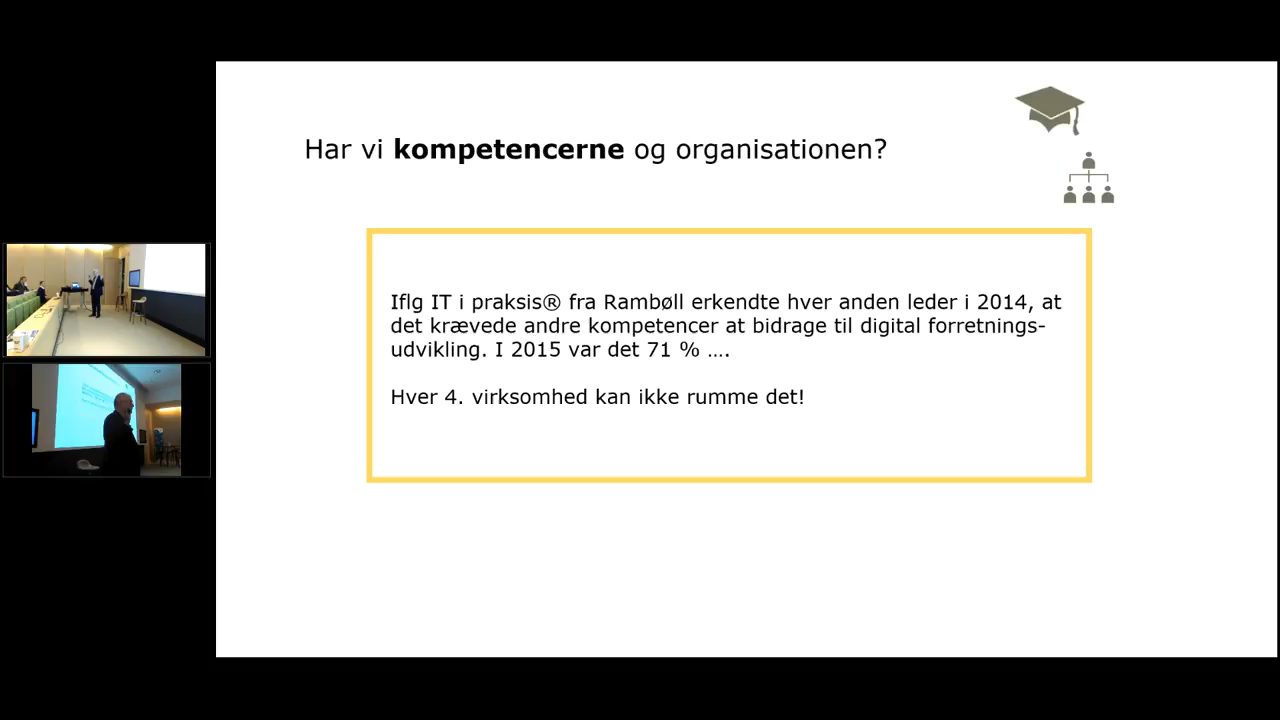 Har vi kompetencerne og organisationen?
Iflg IT i praksis® fra Rambøll erkendte hver anden leder i 2014, at
det krævede andre kompetencer at bidrage til digital forretnings-
udvikling. I 2015 var det 71 % ….
Hver 4. virksomhed kan ikke rumme det!